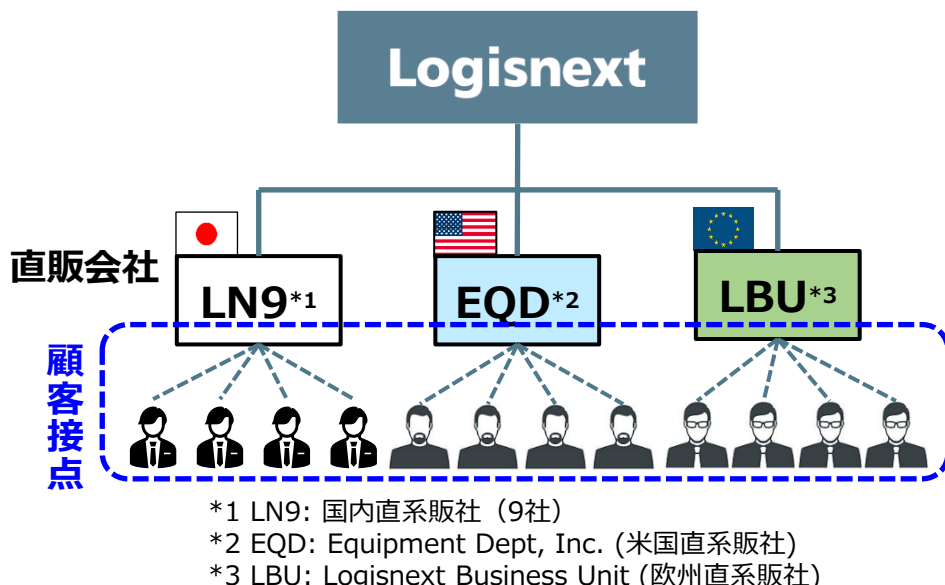 Logisnext
直販会社
LN9*1
EQD*2
LBU*3
顧客接点
*1 LN9: 国内直系販社（9社）
*2 EQD: Equipment Dept, Inc. (米国直系販社)
*3 LBU: Logisnext Business Unit (欧州直系販社)